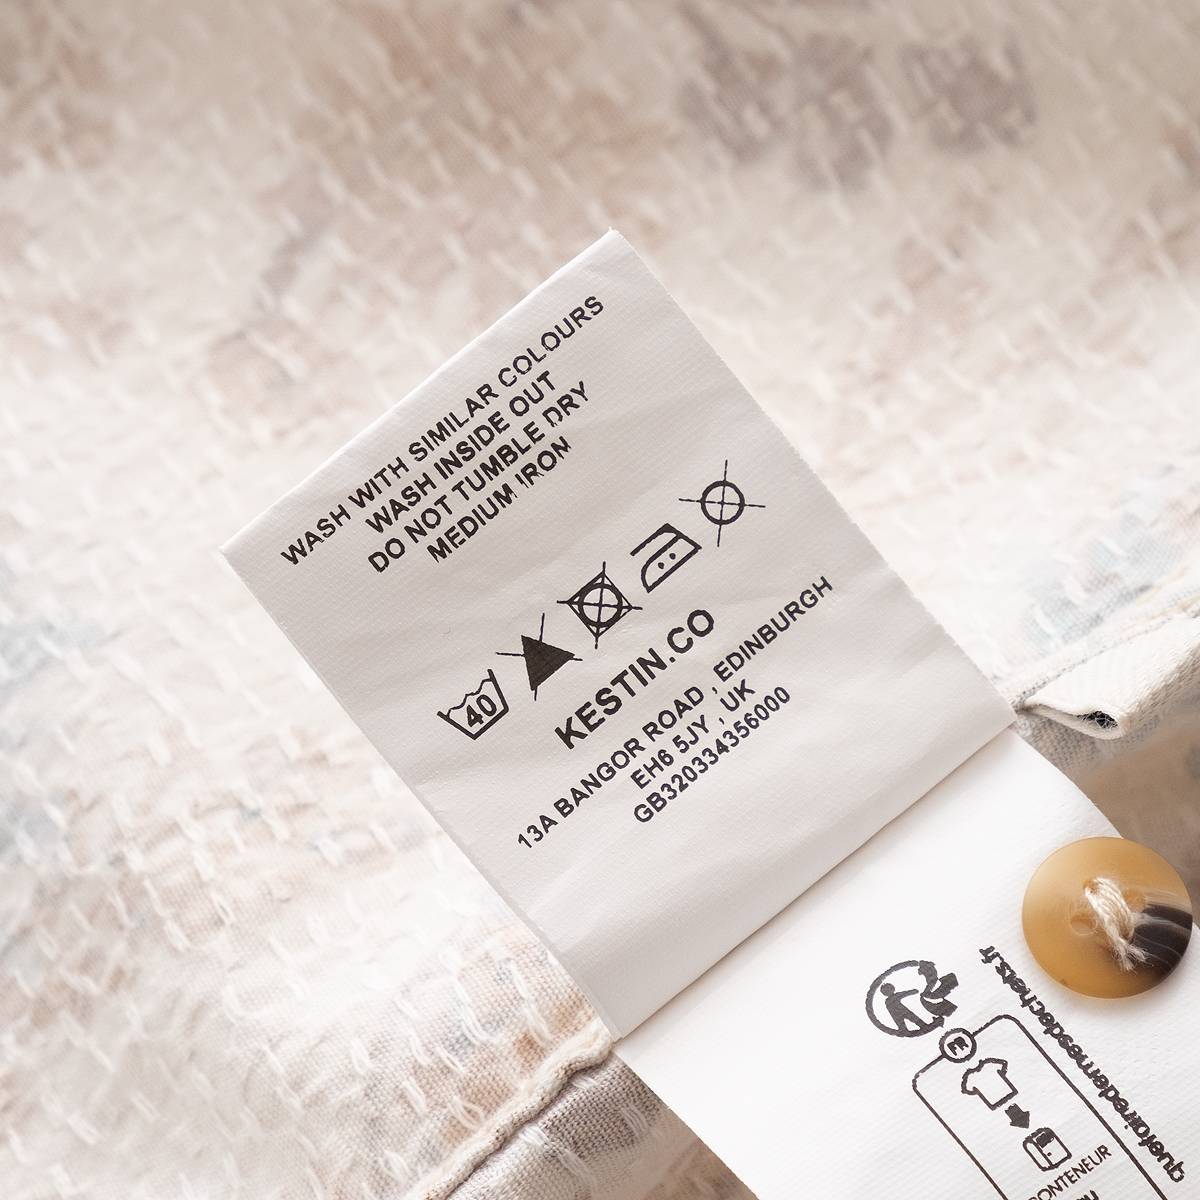 WASH WITH SIMILAR COLOURS
WASH INSIDE OUT
DO NOT TUMBLE DRY
MEDIUM IRON
40
KESTIN.CO
13A BANGOR ROAD , EDINBURGH
EH6 5JY , UK
GB320334356000
quefairedemesdechets.fr